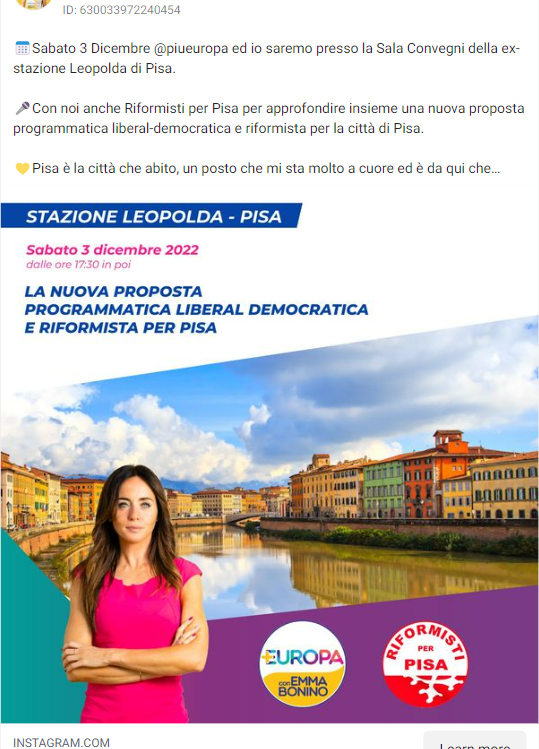 ID: 630033972240454
Sabato 3 Dicembre @piueuropa ed io saremo presso la Sala Convegni della ex-
stazione Leopolda di Pisa.
Con noi anche Riformisti per Pisa per approfondire insieme una nuova proposta
programmatica liberal-democratica e riformista per la città di Pisa.
Pisa è la città che abito, un posto che mi sta molto a cuore ed è da qui che...
STAZIONE LEOPOLDA - PISA
Sabato 3 dicembre 2022
dalle ore 17:30 in poi
LA NUOVA PROPOSTA
PROGRAMMATICA LIBERAL DEMOCRATICA
E RIFORMISTA PER PISA
+EUROPA
con EMMA
BONINO
RIFORMISTI
PER
PISA
INSTAGRAM.COM
Learn more